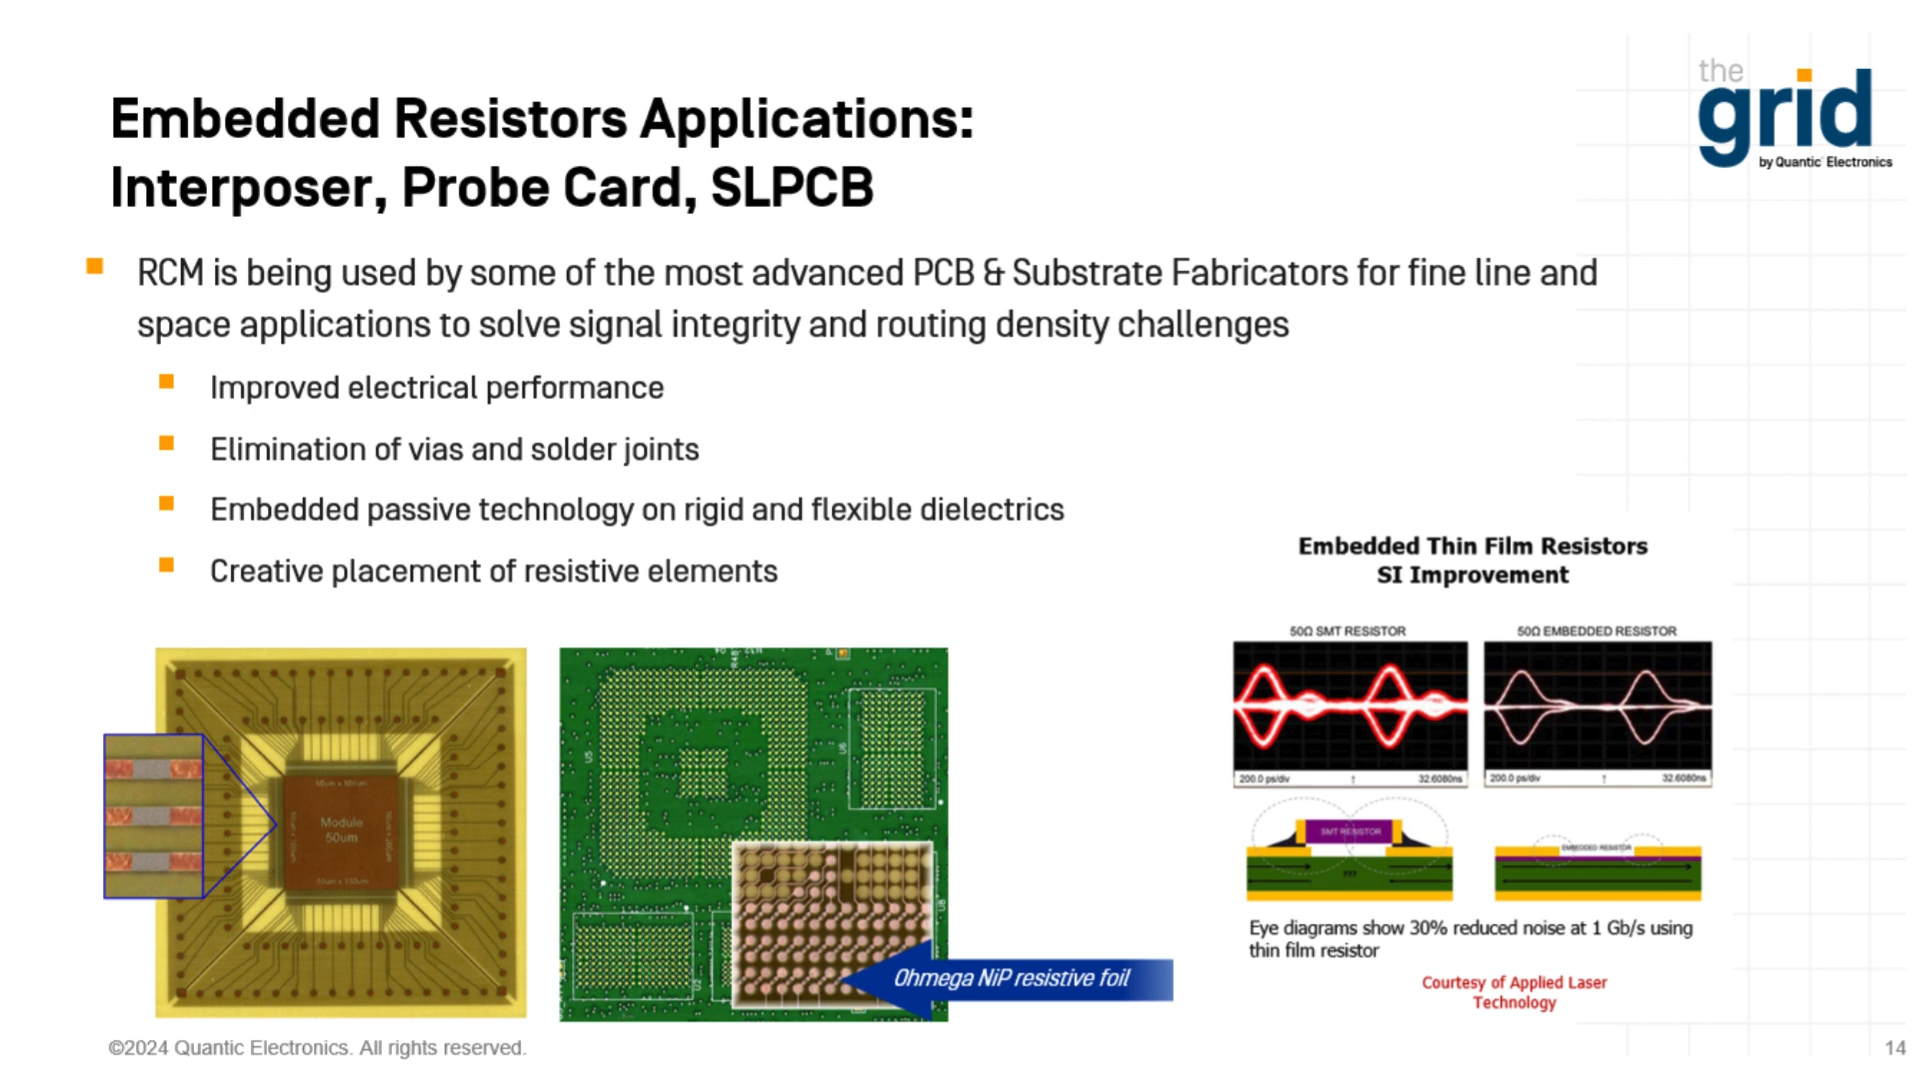 the
grid
by Quantic Electronics
Embedded Resistors Applications:
Interposer, Probe Card, SLPCB
RCM is being used by some of the most advanced PCB & Substrate Fabricators for fine line and
space applications to solve signal integrity and routing density challenges
Improved electrical performance
Elimination of vias and solder joints
Embedded passive technology on rigid and flexible dielectrics
Creative placement of resistive elements
Module
50um
U5
U6
U2
U8
Ohmega NiP resistive foil
Embedded Thin Film Resistors
SI Improvement
50Ω SMT RESISTOR
50Ω EMBEDDED RESISTOR
200.0 ps/div
32.6080ns
200.0 ps/div
32.6080ns
SMT RESISTOR
???
EMBEDDED RESISTOR
Eye diagrams show 30% reduced noise at 1 Gb/s using
thin film resistor
Courtesy of Applied Laser
Technology
©2024 Quantic Electronics. All rights reserved.
14